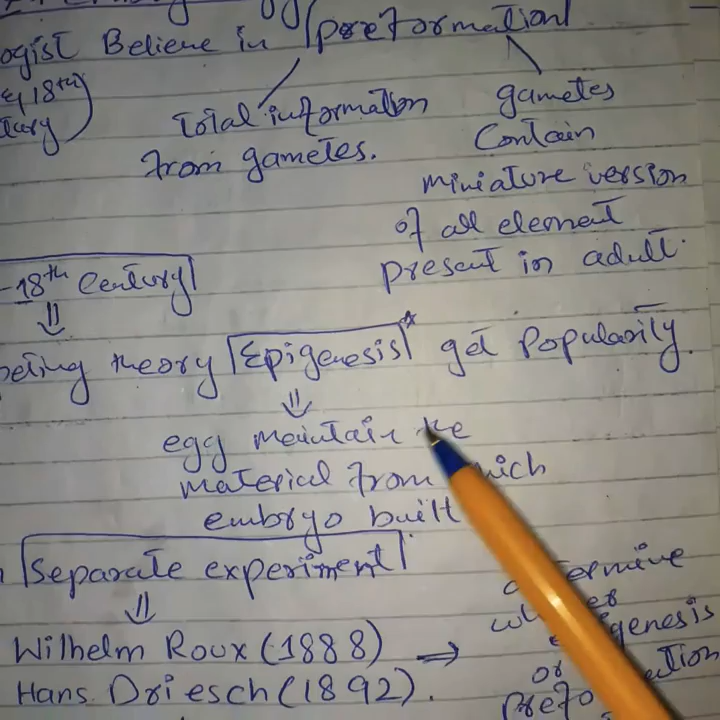 ogist Believe in preformation
18th
Total information
from gametes.
gametes
Contain
miniature version
of all element
present in adult.
-18th Century
theory Epigenesis* get Popularity.
egg meintain the
material from which
embryo built
Separate experiment
Wilhelm Roux (1888) ⇒
Hans Driesch (1892).
or